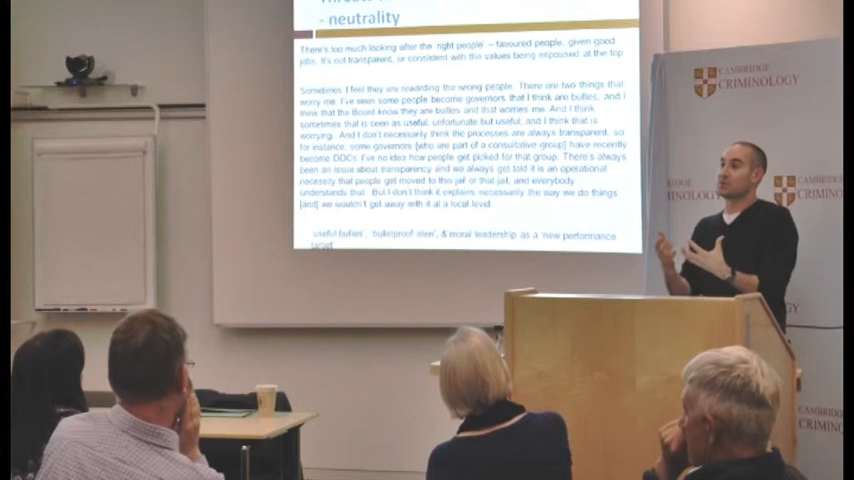 - neutrality
There's too much looking after the 'right people' – favoured people, given good
jobs. It's not transparent, or consistent with the values being espoused at the top.
Sometimes I feel they are rewarding the wrong people. There are two things that
worry me. I've seen some people become governors that I think are bullies, and I
think that the Board know they are bullies and that worries me. And I think
sometimes that is seen as useful, unfortunate but useful, and I think that is
worrying. And I don't necessarily think the processes are always transparent, so
for instance, some governors [who are part of a consultative group] have recently
become DDCs. I've no idea how people get picked for that group. There's always
been an issue about transparency and we always get told it is an operational
necessity that people get moved to this jail or that jail, and everybody
understands that. But I don't think it explains necessarily the way we do things,
[and] we wouldn't get away with it at a local level.
'useful bullies', 'bulletproof men', & moral leadership as a 'new performance
target'
CAMBRIDGE
CRIMINOLOGY
CAMBRIDGE
CRIMINO
BRIDGE
MINOLOGY
GY
CAMBRIDGE
CRIMIN